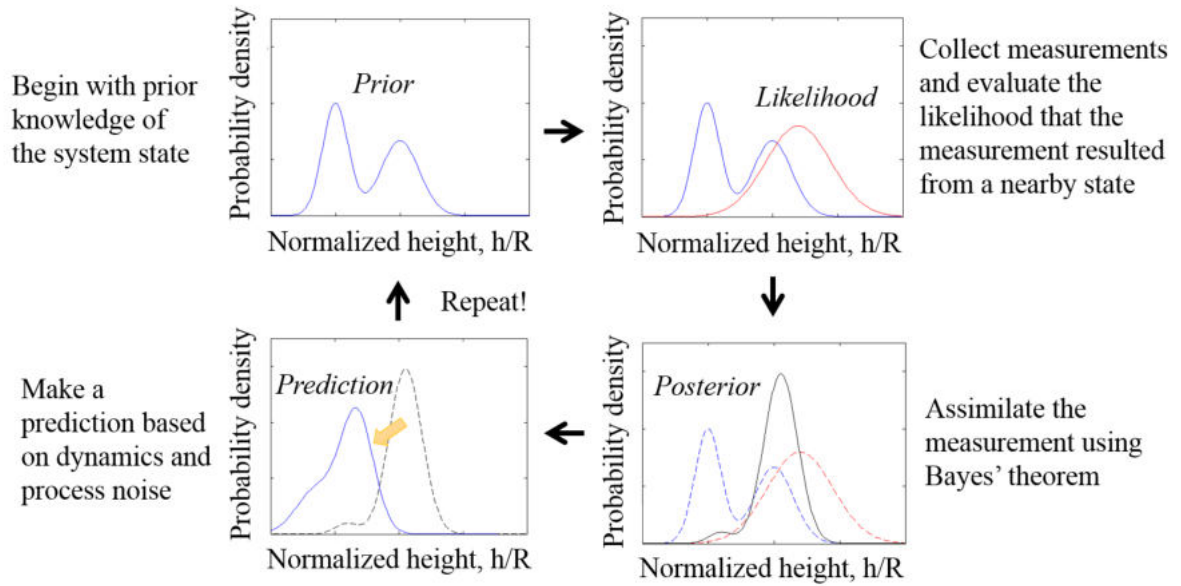 Begin with prior
knowledge of
the system state
Probability density
Prior
Normalized height, h/R
Probability density
Likelihood
Normalized height, h/R
Collect measurements
and evaluate the
likelihood that the
measurement resulted
from a nearby state
Repeat!
Make a
prediction based
on dynamics and
process noise
Probability density
Prediction
Normalized height, h/R
Probability density
Posterior
Normalized height, h/R
Assimilate the
measurement using
Bayes’ theorem